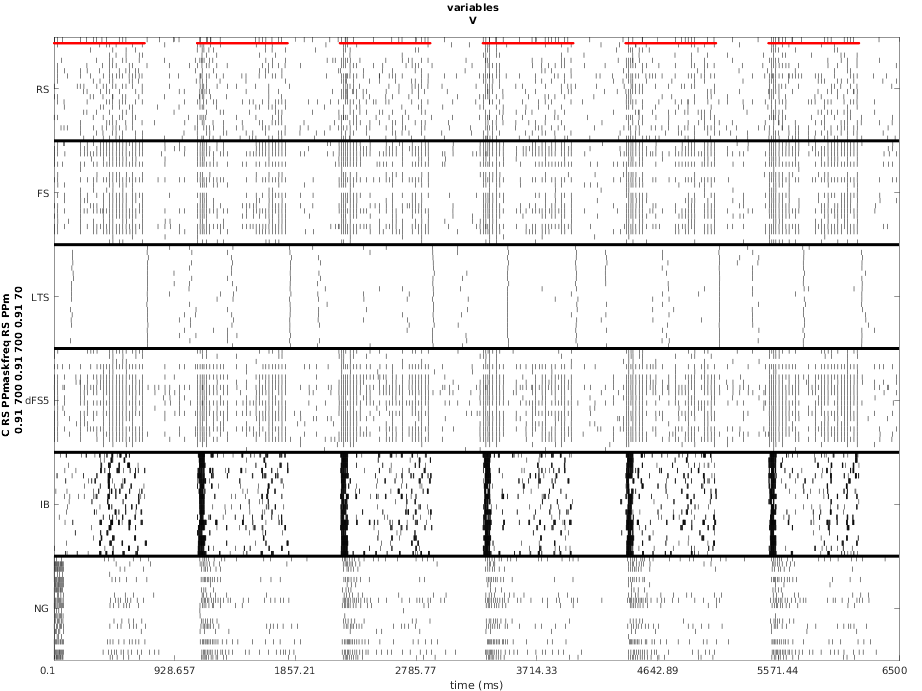 variables
V
C RS PPmaskfreq RS PPm
0.91 700 0.91 700 0.91 70
RS
FS
LTS
dFS5
IB
NG
0.1 928.657 1857.21 2785.77 3714.33 4642.89 5571.44 6500
time (ms)